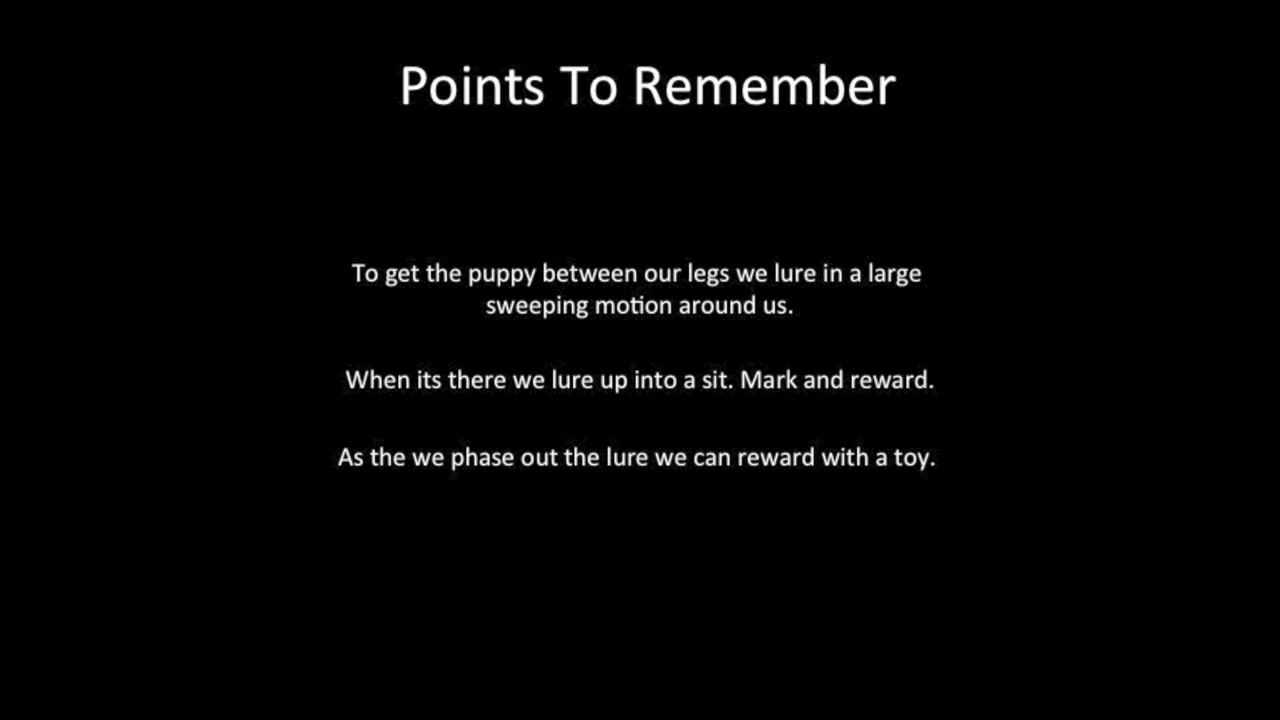 Points To Remember
To get the puppy between our legs we lure in a large
sweeping motion around us.
When its there we lure up into a sit. Mark and reward.
As the we phase out the lure we can reward with a toy.